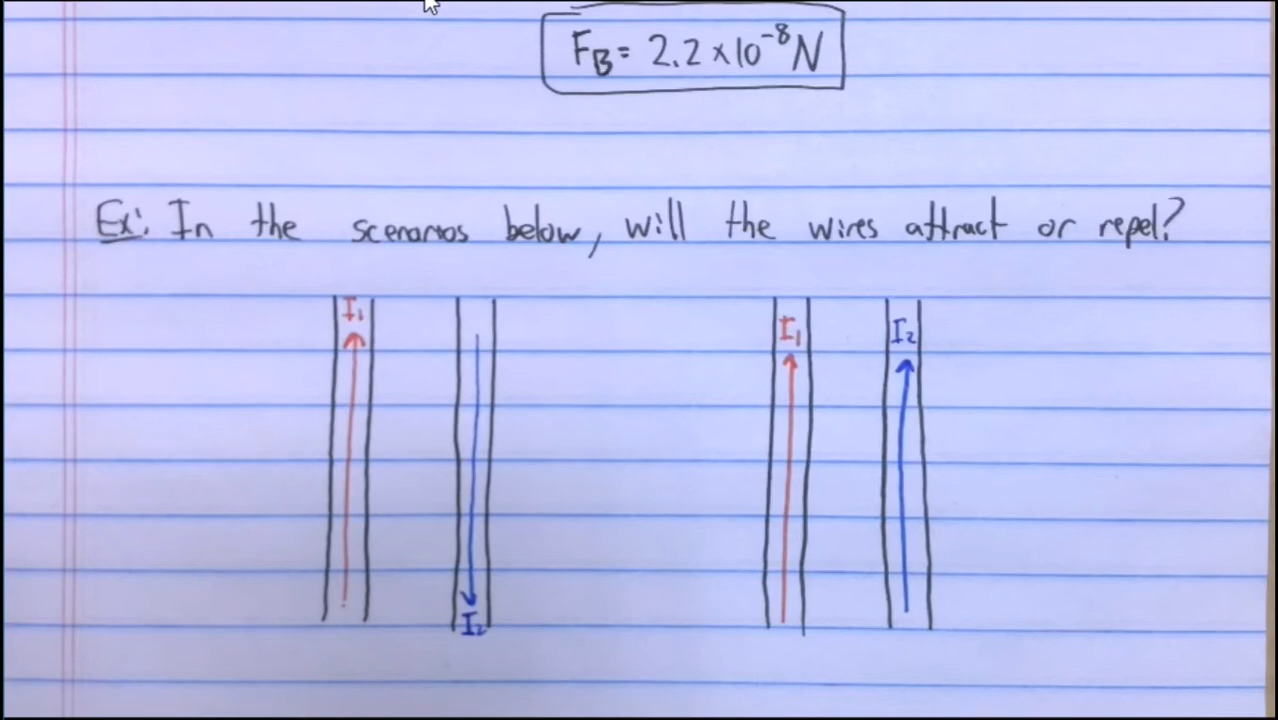 F_B = 2.2 x 10^-8 N
Ex: In the scenarios below, will the wires attract or repel?
I₁ I₁ I₂
I₂